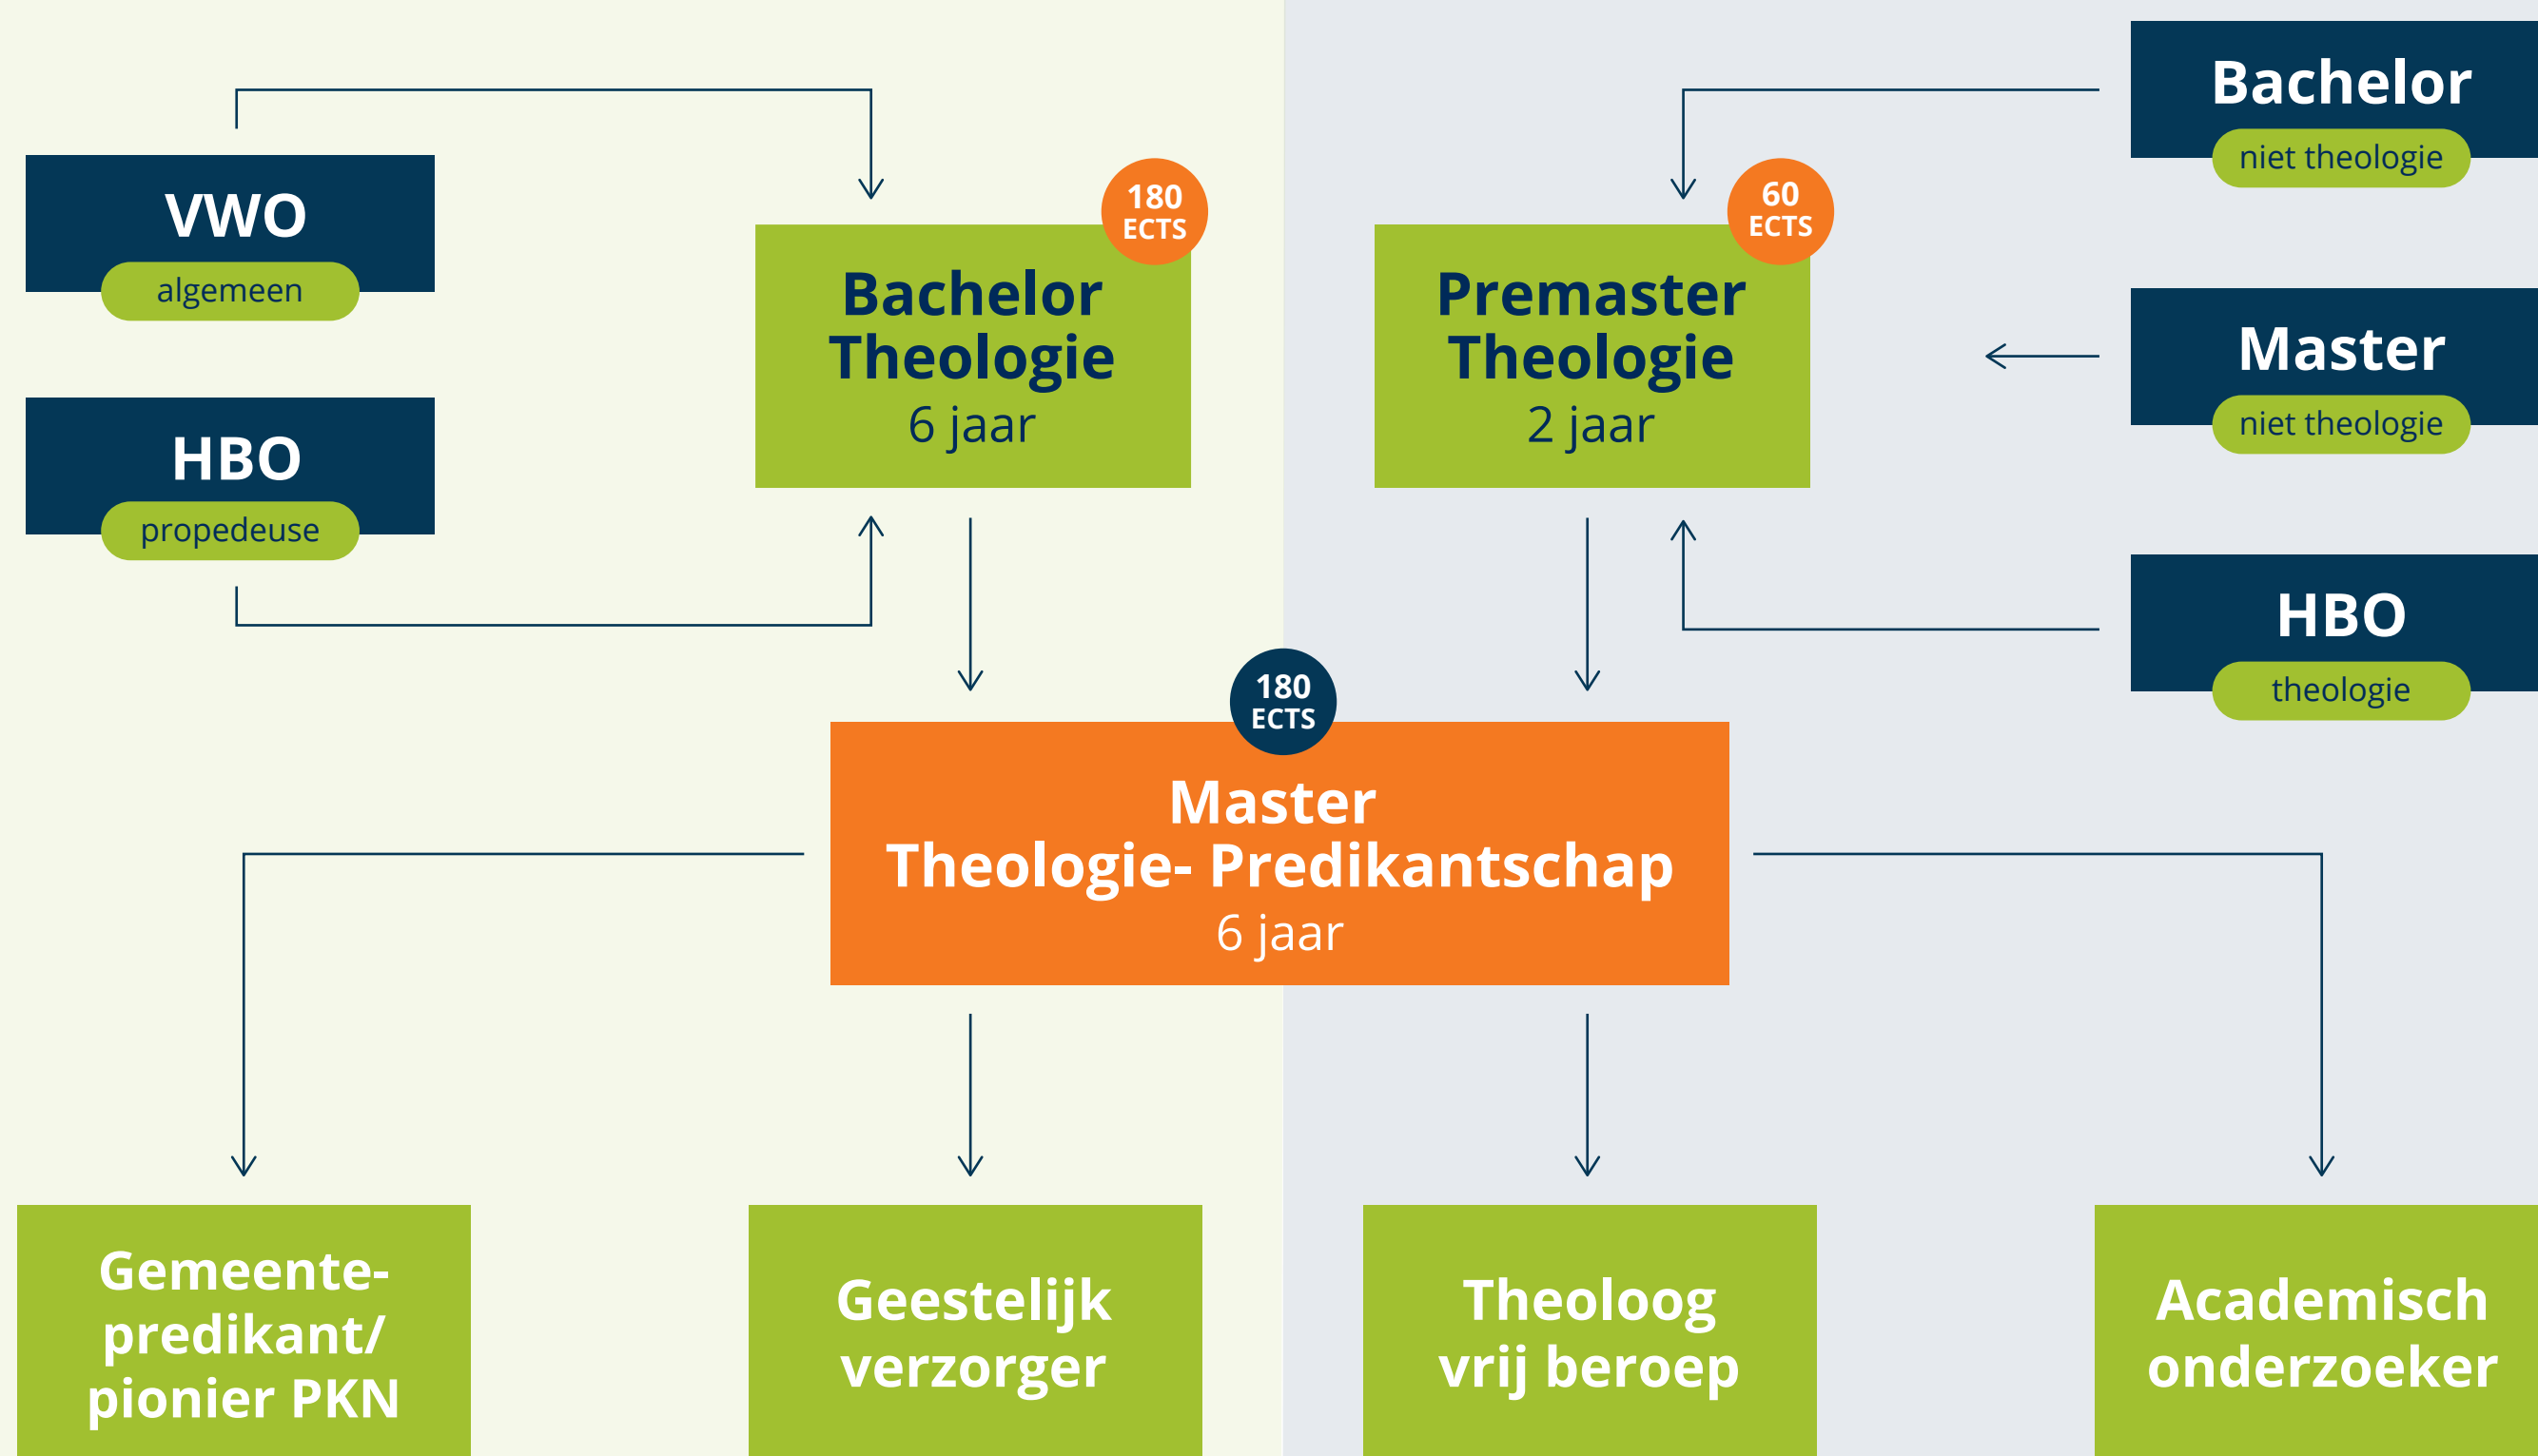 VWO
algemeen
HBO
propedeuse
180
ECTS
Bachelor
Theologie
6 jaar
60
ECTS
Premaster
Theologie
2 jaar
Bachelor
niet theologie
Master
niet theologie
HBO
theologie
180
ECTS
Master
Theologie- Predikantschap
6 jaar
Gemeente-
predikant/
pionier PKN
Geestelijk
verzorger
Theoloog
vrij beroep
Academisch
onderzoeker